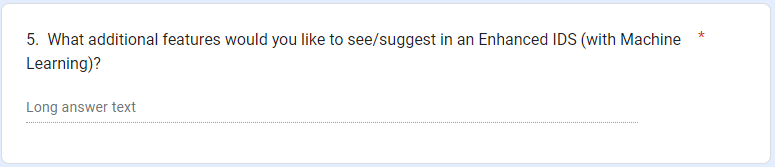 5. What additional features would you like to see/suggest in an Enhanced IDS (with Machine *
Learning)?
Long answer text